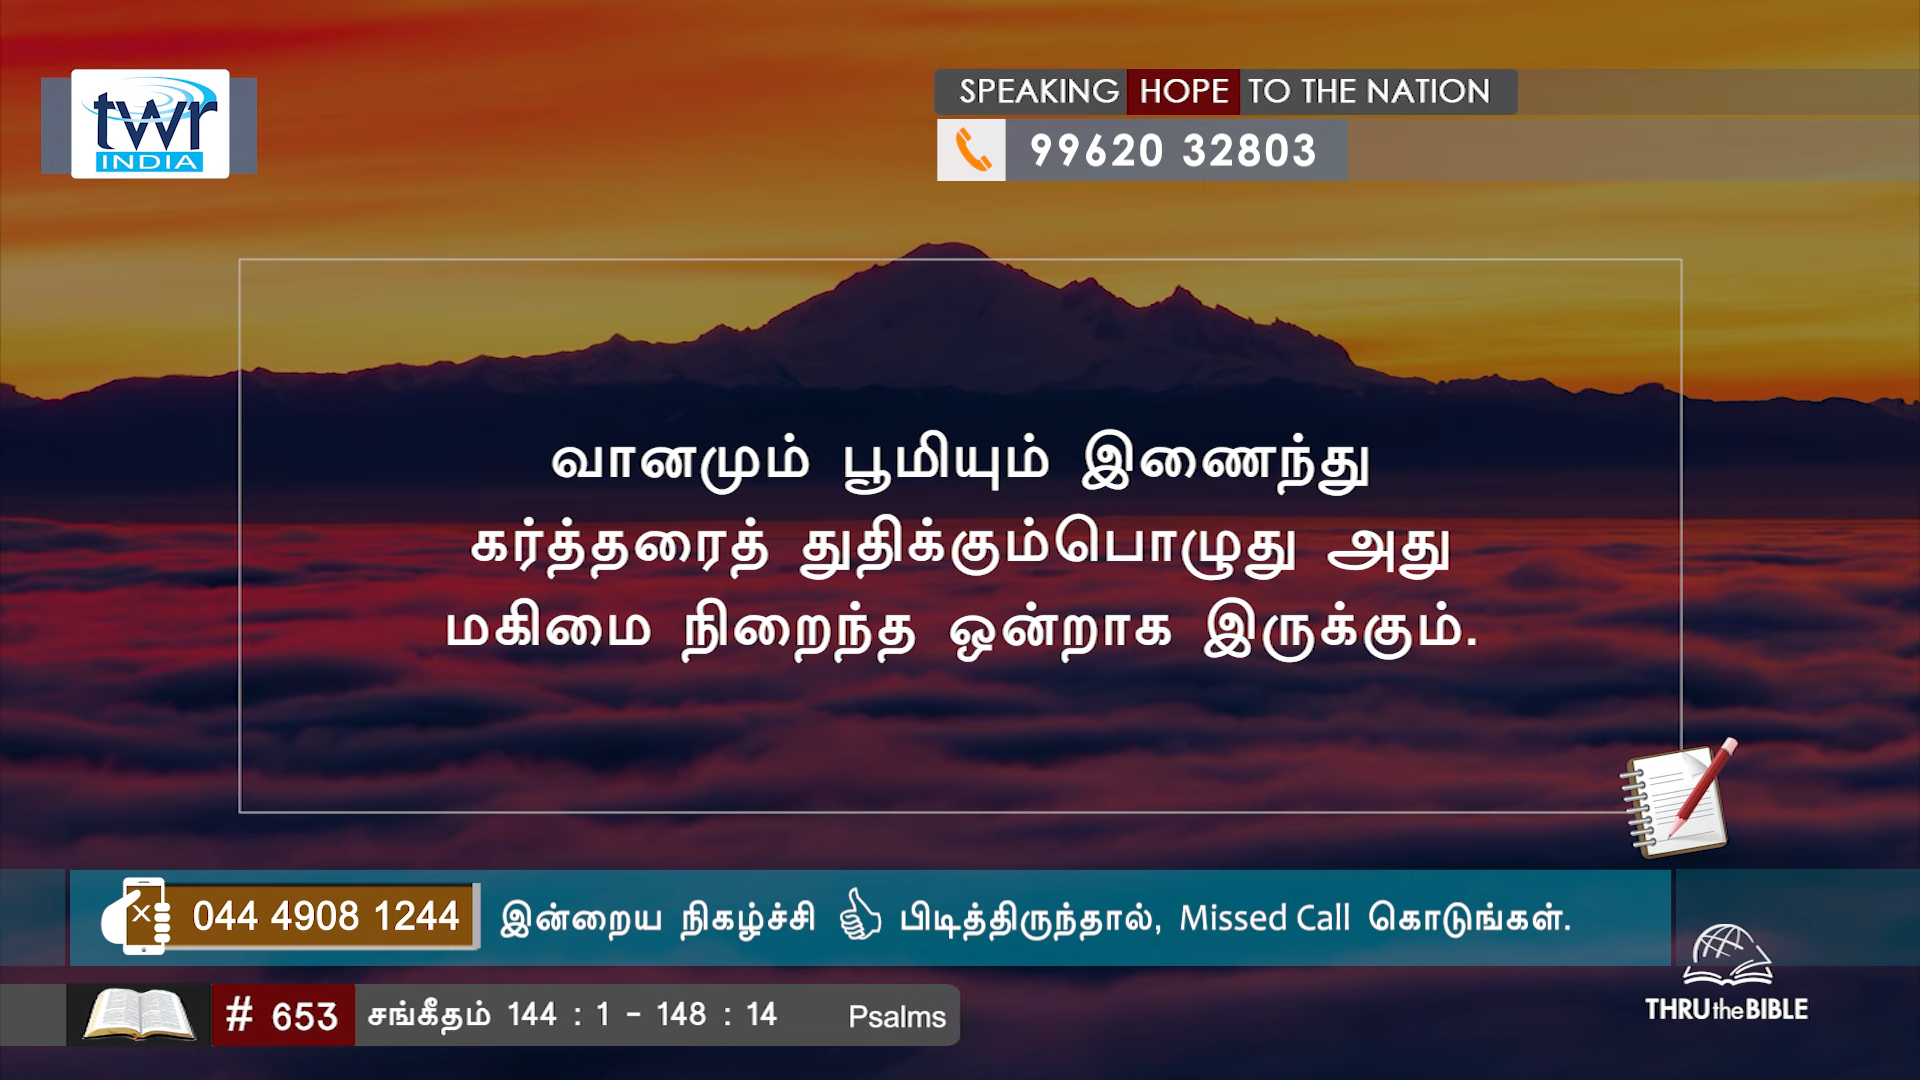 twr
INDIA
SPEAKING HOPE TO THE NATION
99620 32803
வானமும் பூமியும் இணைந்து
கர்த்தரைத் துதிக்கும்பொழுது அது
மகிமை நிறைந்த ஒன்றாக இருக்கும்.
044 4908 1244 இன்றைய நிகழ்ச்சி பிடித்திருந்தால், Missed Call கொடுங்கள்.
# 653 சங்கீதம் 144 : 1 - 148 : 14 Psalms
THRU the BIBLE